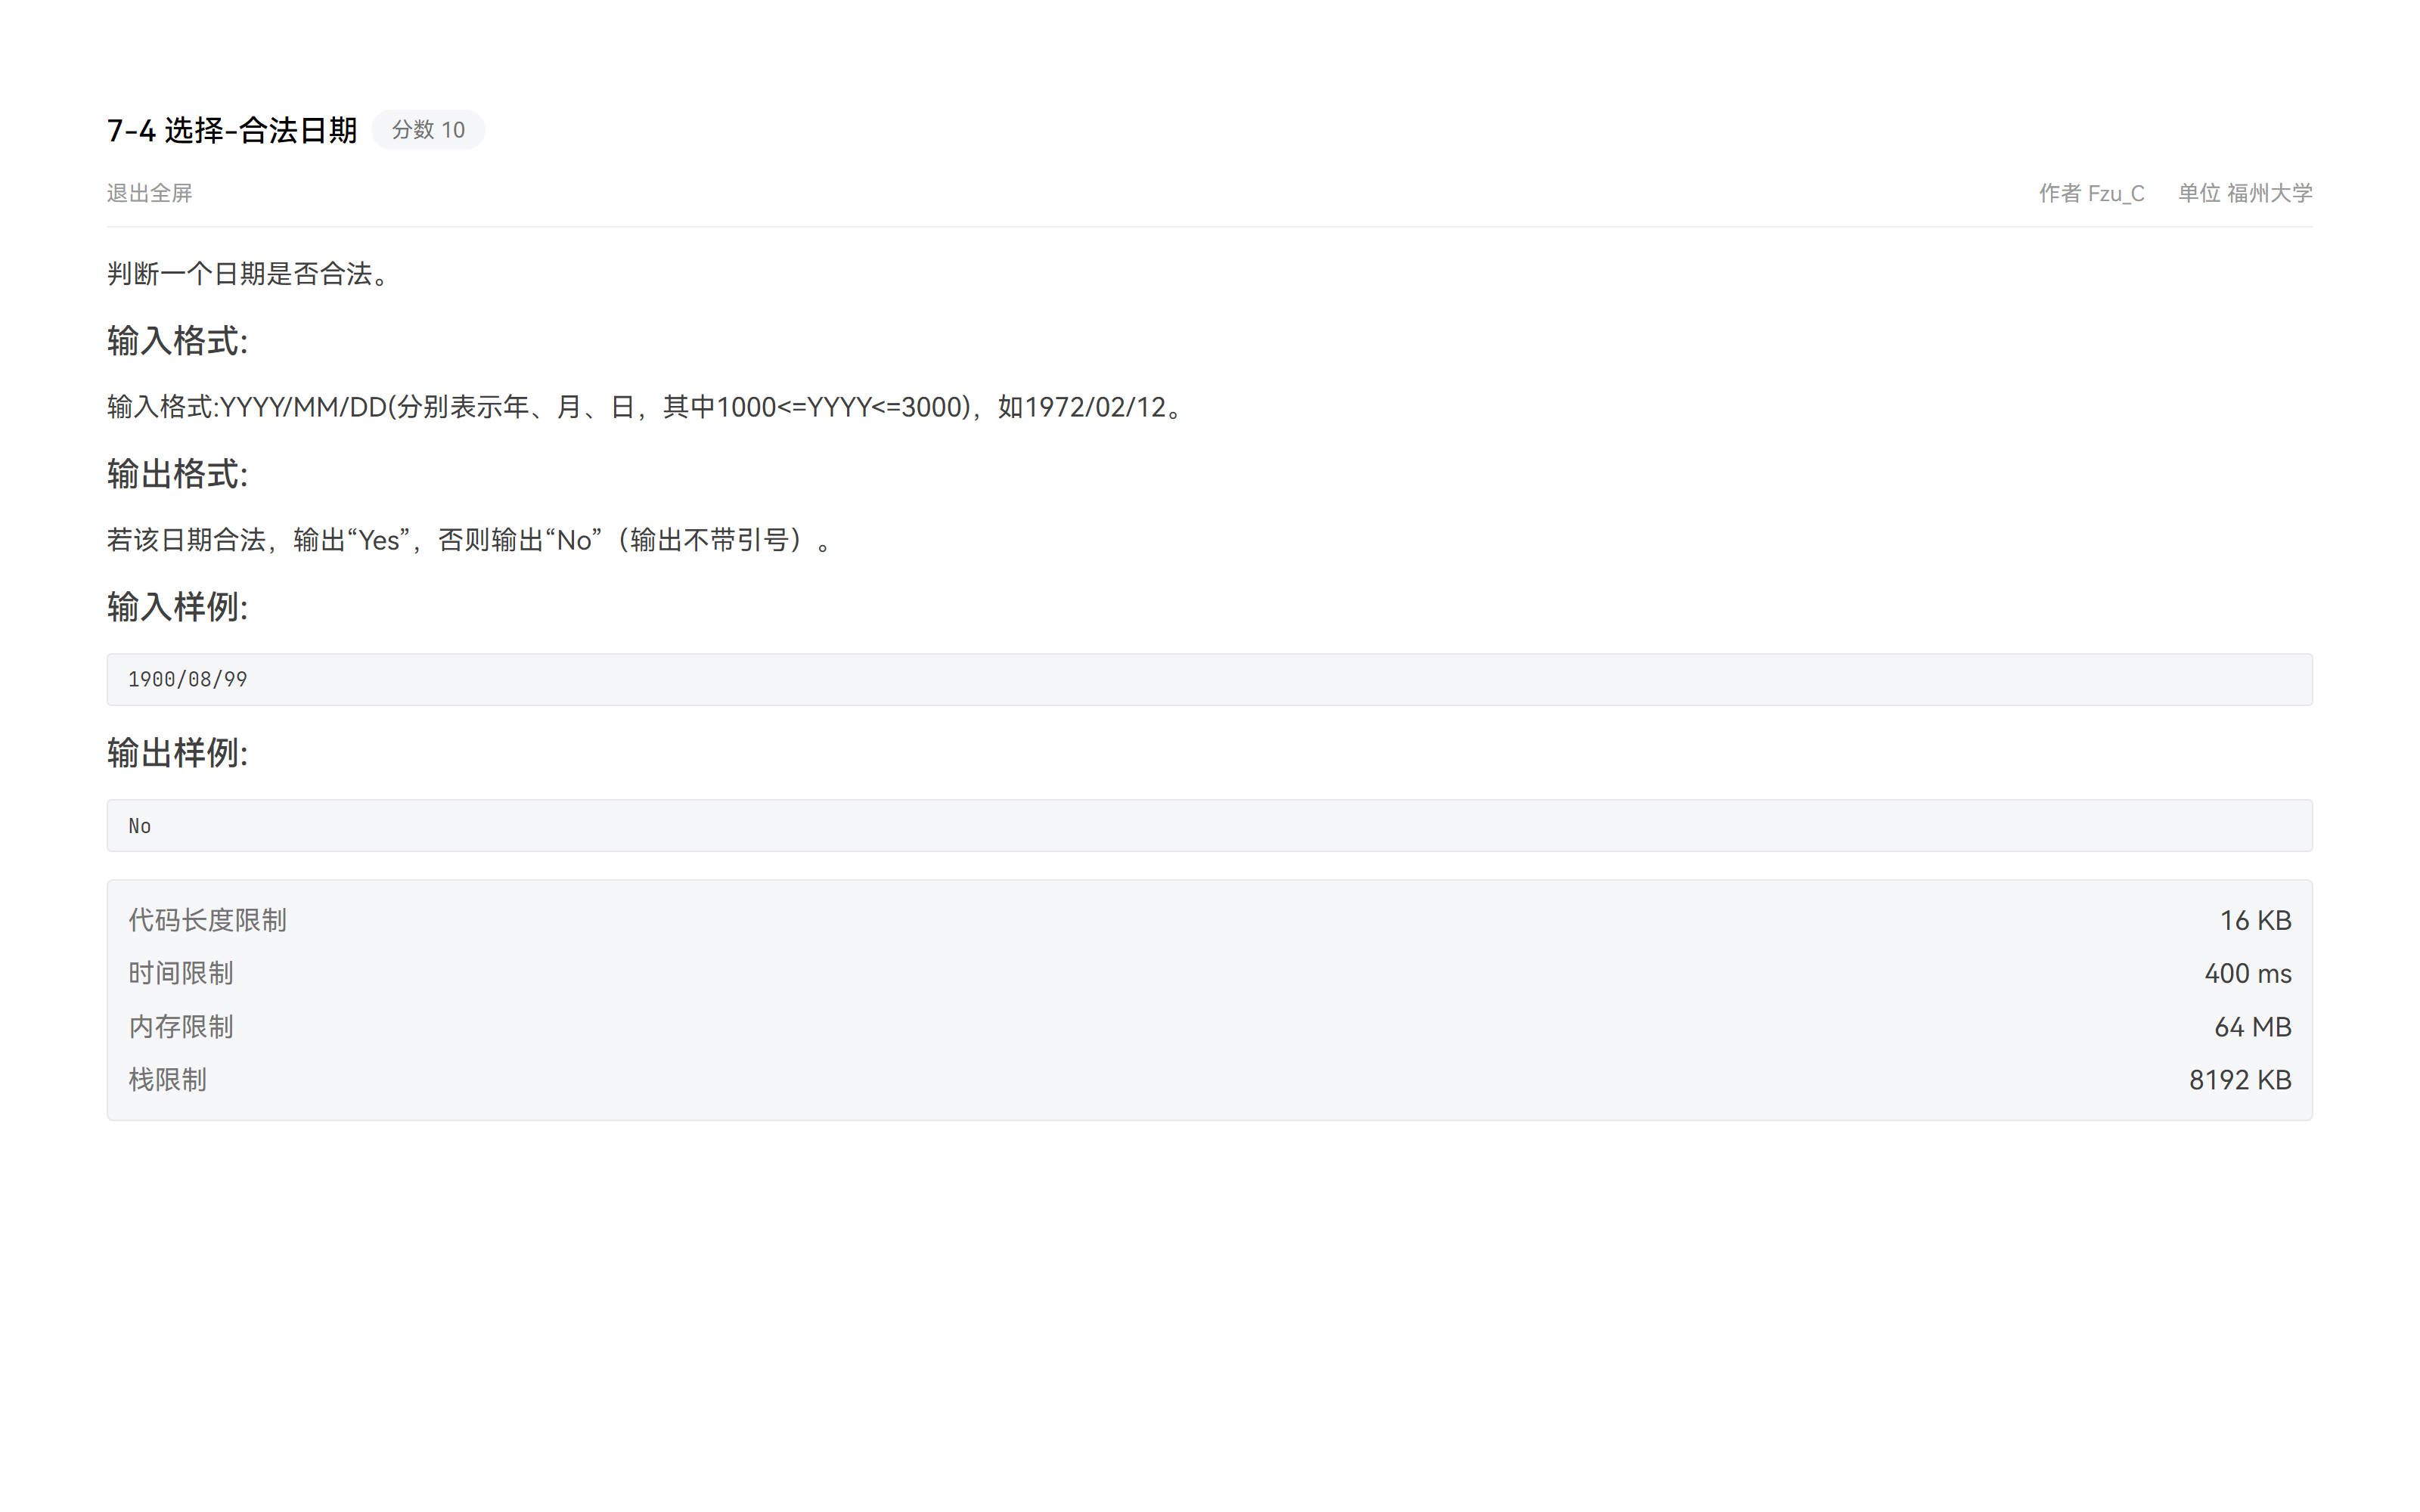 7-4 选择-合法日期 分数 10
退出全屏 作者 Fzu_C 单位 福州大学
判断一个日期是否合法。
输入格式:
输入格式:YYYY/MM/DD(分别表示年、月、日，其中1000<=YYYY<=3000)，如1972/02/12。
输出格式:
若该日期合法，输出“Yes”，否则输出“No”（输出不带引号）。
输入样例:
1900/08/99
输出样例:
No
代码长度限制 16 KB
时间限制 400 ms
内存限制 64 MB
栈限制 8192 KB